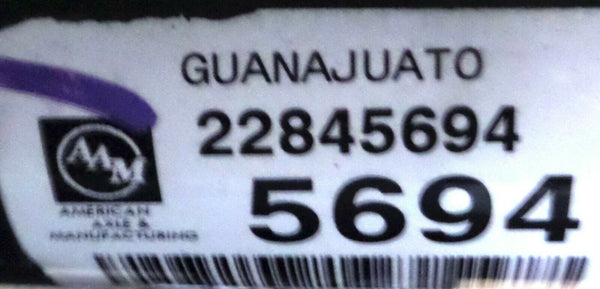 GUANAJUATO
22845694
AAM
5694
AMERICAN
AXLE &
MANUFACTURING